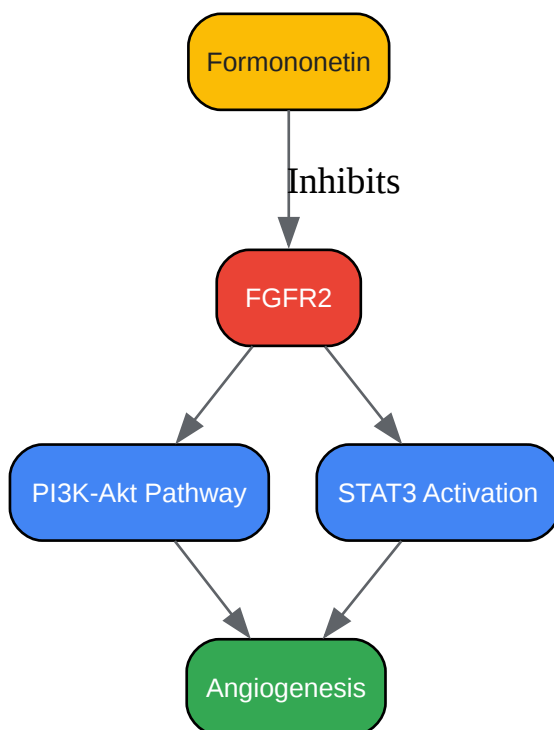 Formononetin
Inhibits
FGFR2
PI3K-Akt Pathway
STAT3 Activation
Angiogenesis